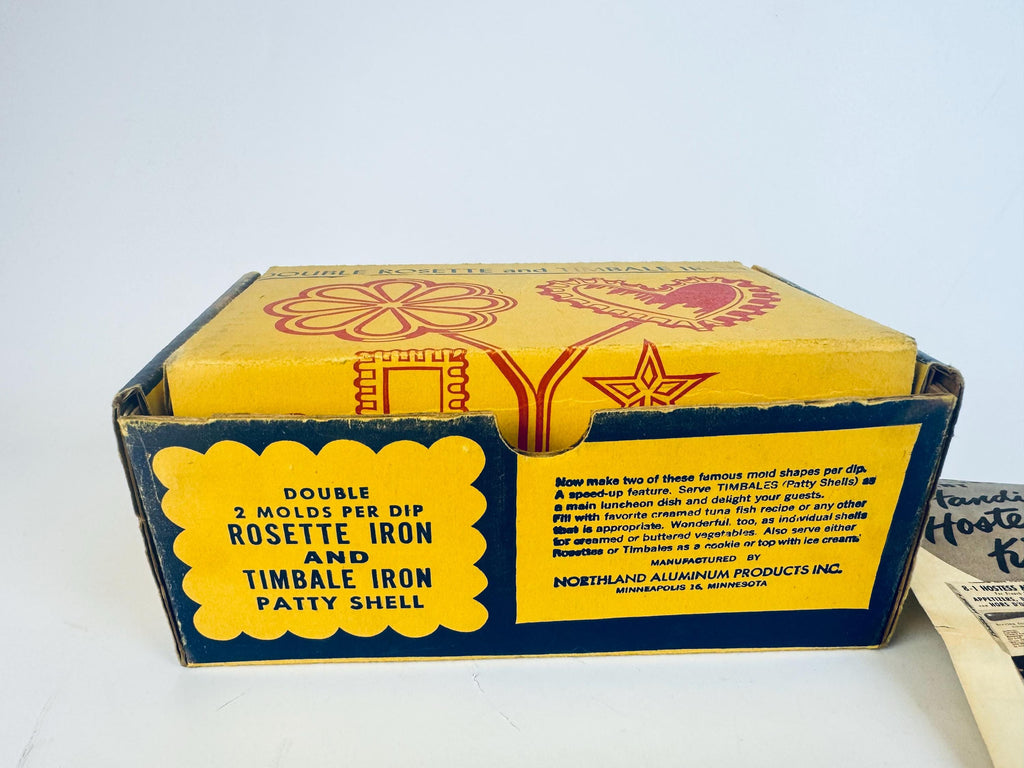 DOUBLE ROSETTE and TIMBALE
DOUBLE
2 MOLDS PER DIP
ROSETTE IRON
AND
TIMBALE IRON
PATTY SHELL
Now make two of these famous mold shapes per dip.
A speed-up feature. Serve TIMBALES (Patty Shells) as
a main luncheon dish and delight your guests.
Fill with favorite creamed tuna fish recipe or any other
that is appropriate. Wonderful, too, as individual shells
for creamed or buttered vegetables. Also serve either
Rosettes or Timbales as a cookie or top with ice cream.
MANUFACTURED BY
NORTHLAND ALUMINUM PRODUCTS INC.
MINNEAPOLIS 16, MINNESOTA
8-1 HOSTESS
APPETIZERS,